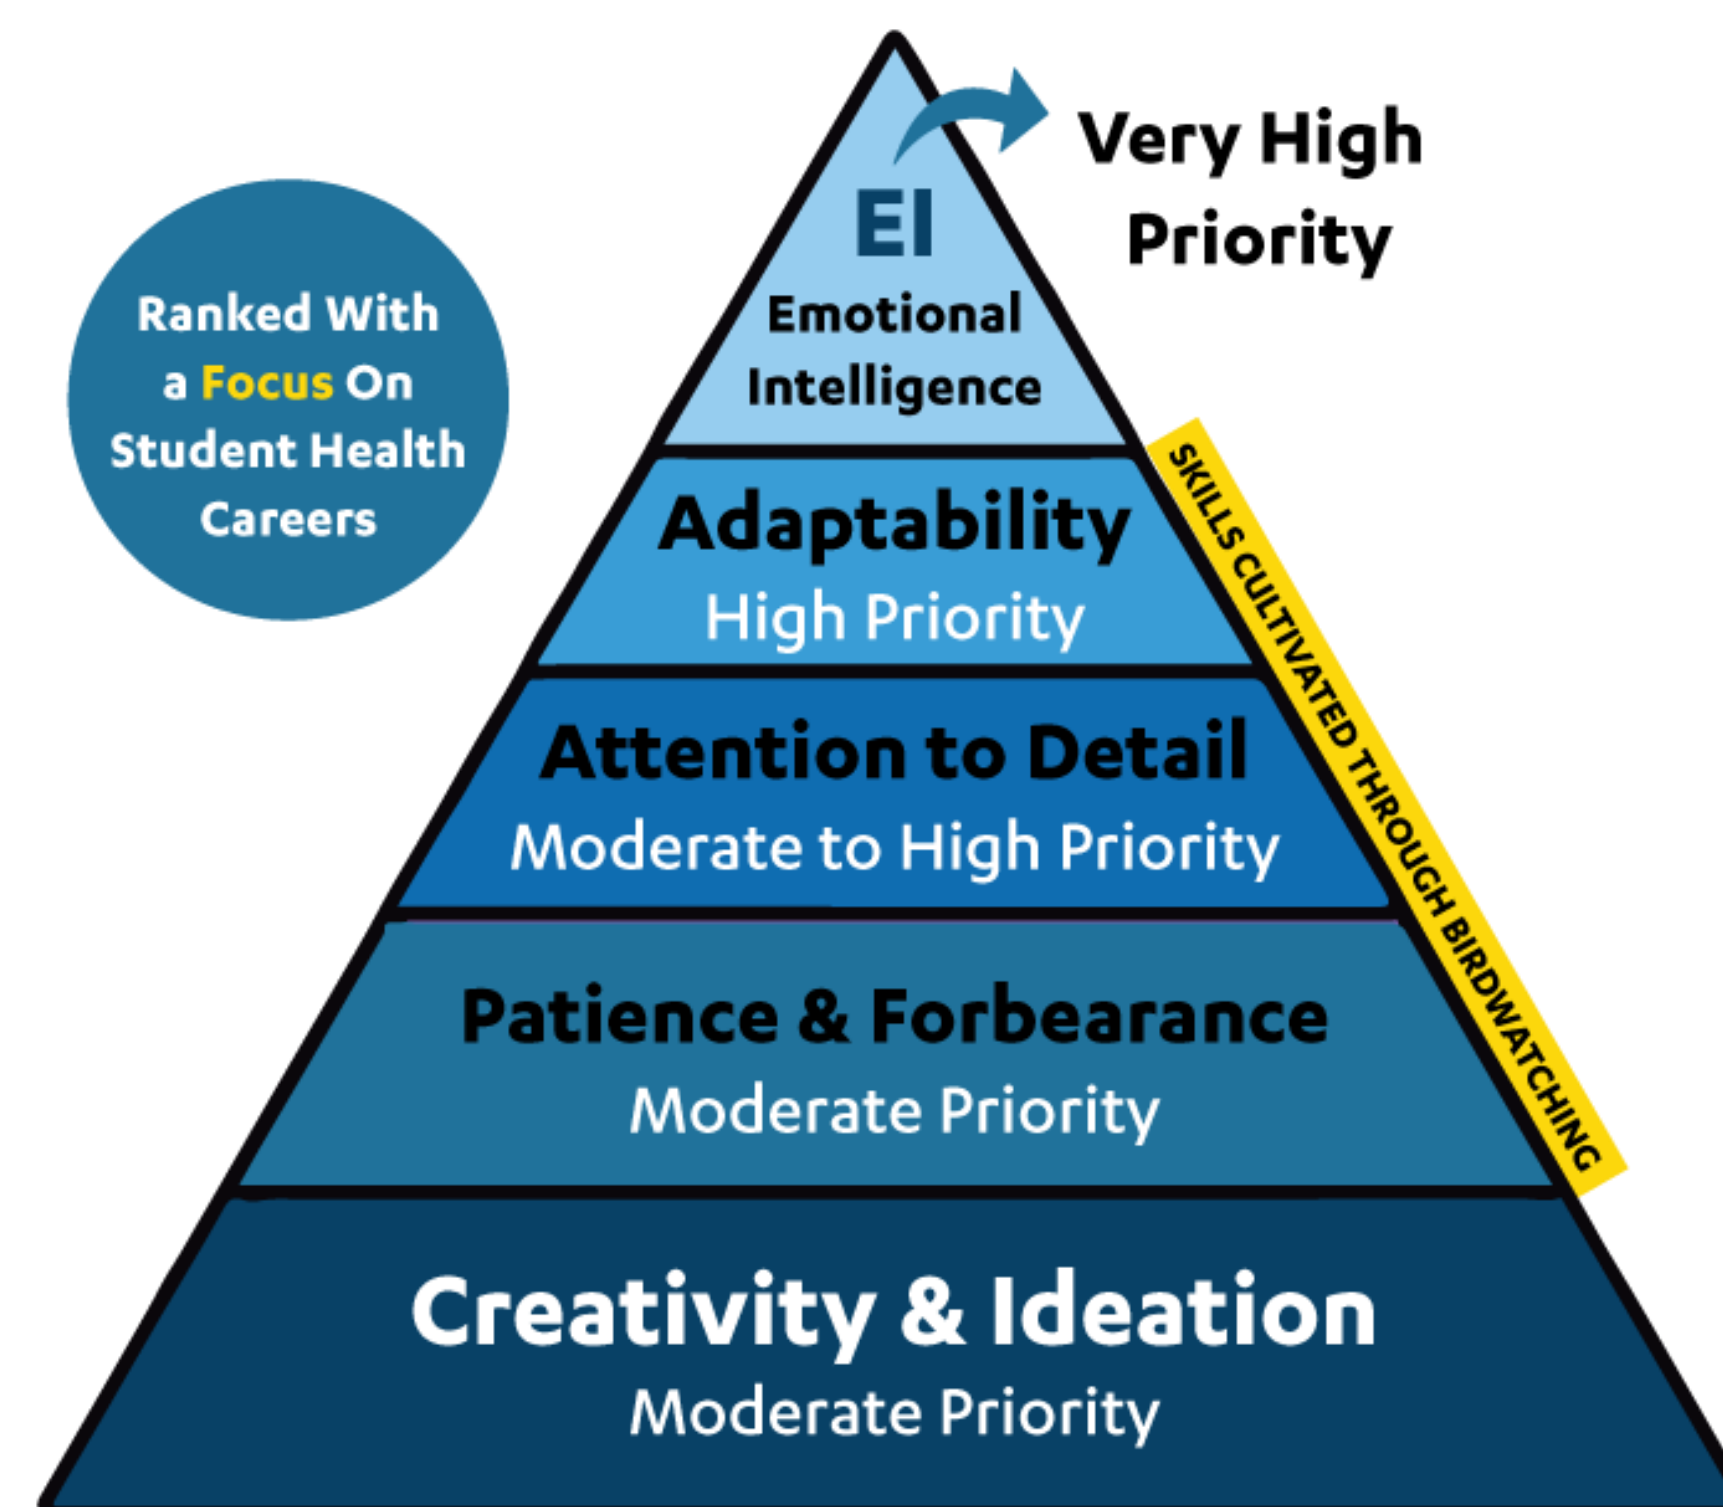 Very High
Priority
EI
Emotional
Intelligence
Ranked With
a Focus On
Student Health
Careers
Adaptability
High Priority
Attention to Detail
Moderate to High Priority
SKILLS CULTIVATED THROUGH BIRDWATCHING
Patience & Forbearance
Moderate Priority
Creativity & Ideation
Moderate Priority